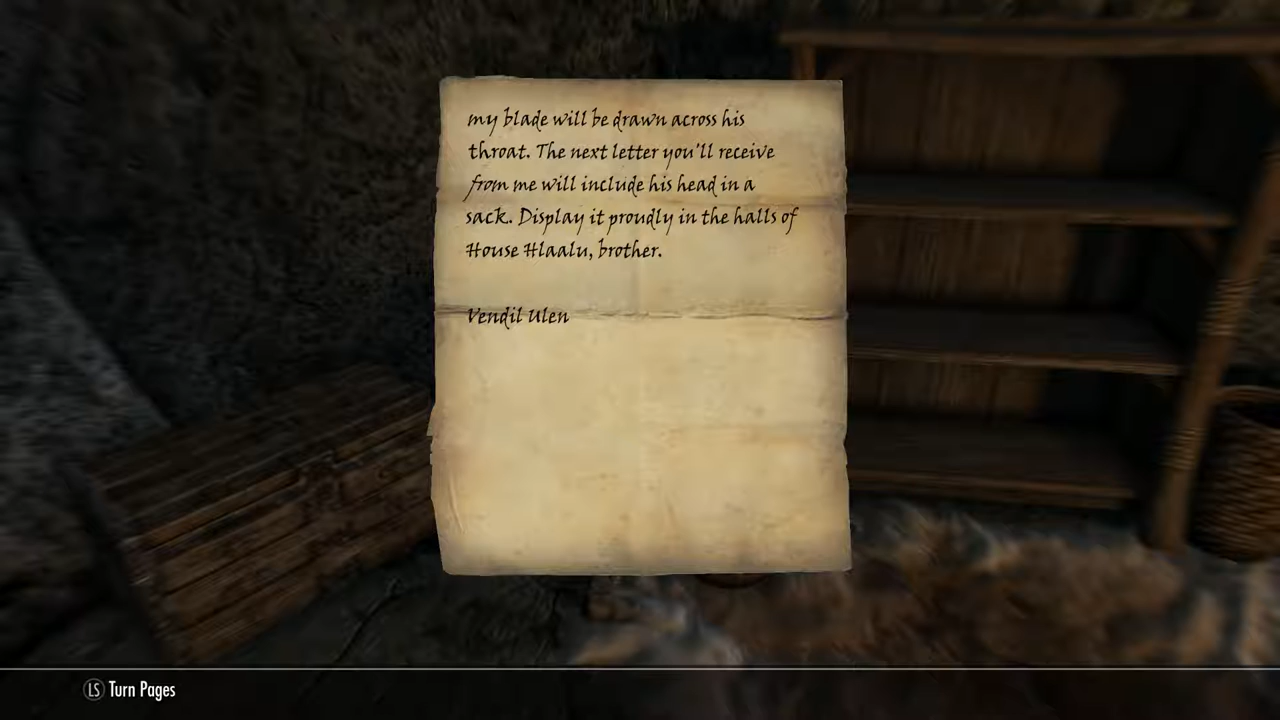 my blade will be drawn across his
throat. The next letter you'll receive
from me will include his head in a
sack. Display it proudly in the halls of
House Hlaalu, brother.
Vendil Ulen
LS Turn Pages